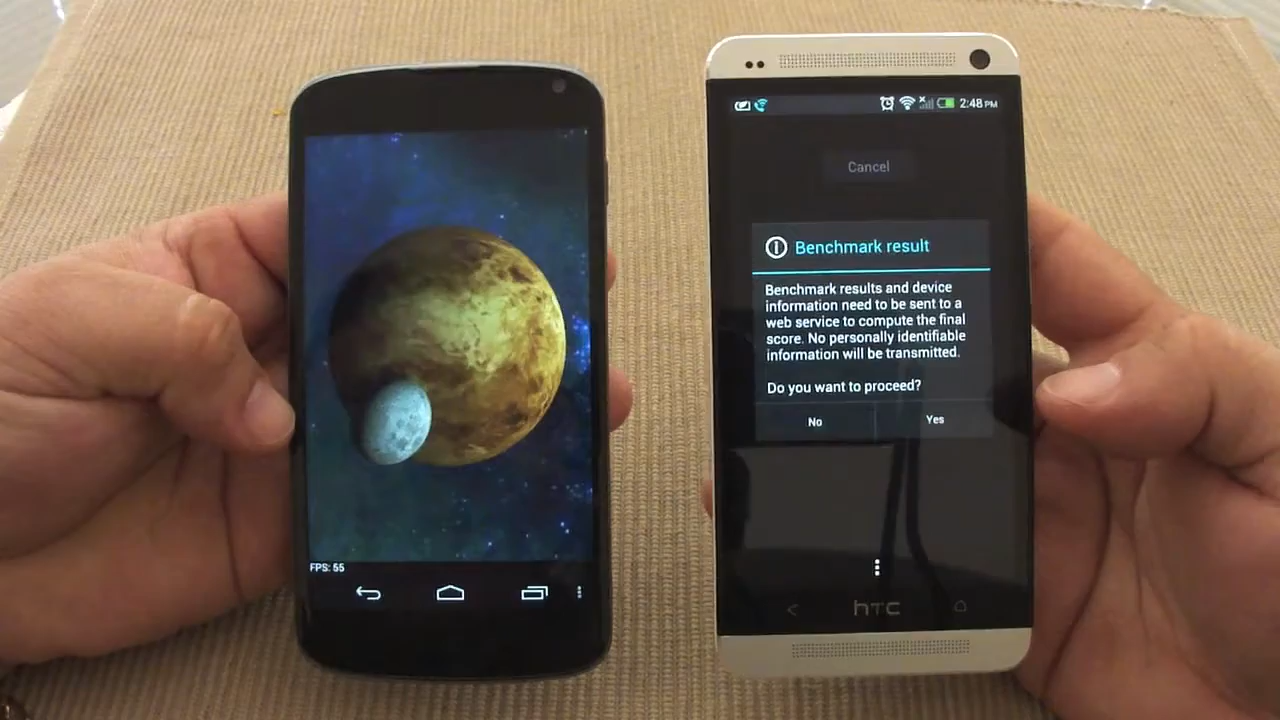 FPS: 55
2:48 PM
Cancel
Benchmark result
Benchmark results and device
information need to be sent to a
web service to compute the final
score. No personally identifiable
information will be transmitted.
Do you want to proceed?
No
Yes
hTC